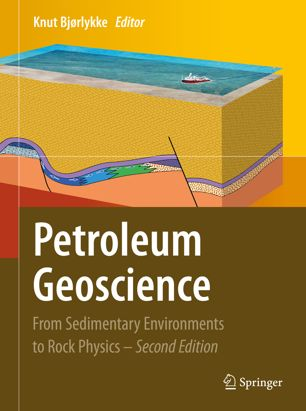 Knut Bjørlykke Editor
Petroleum
Geoscience
From Sedimentary Environments
to Rock Physics – Second Edition
Springer